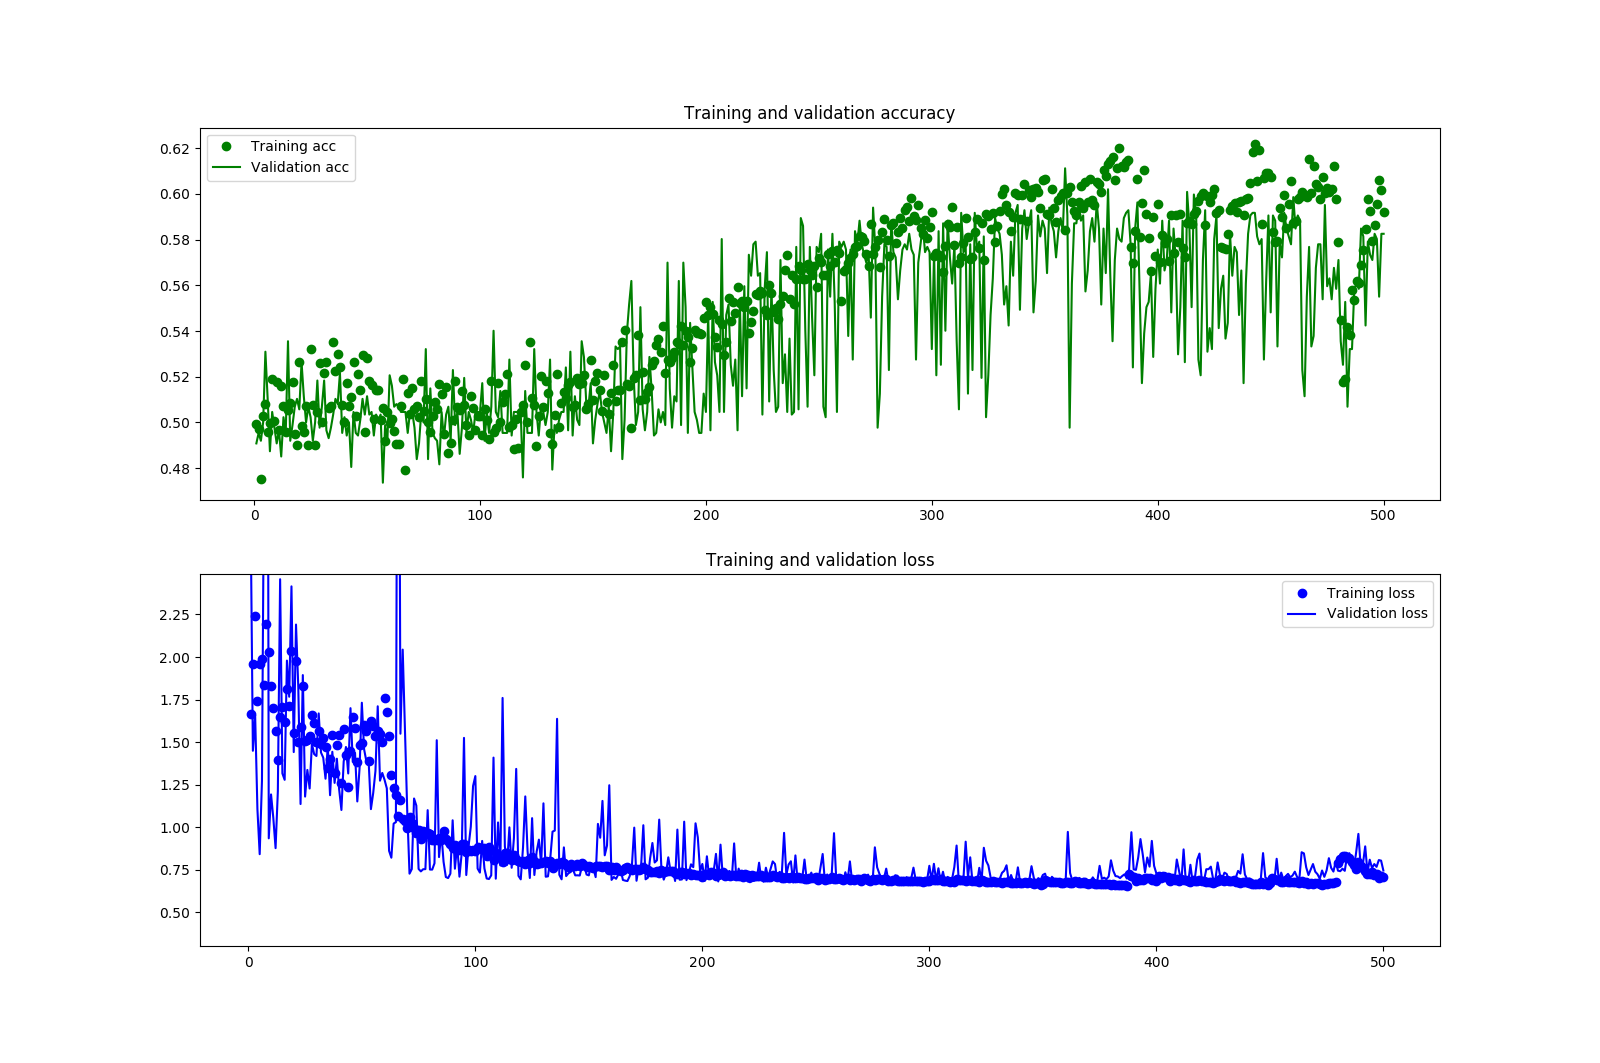 Training and validation accuracy
Training acc
Validation acc
0.62
0.60
0.58
0.56
0.54
0.52
0.50
0.48
0 100 200 300 400 500
Training and validation loss
Training loss
Validation loss
2.25
2.00
1.75
1.50
1.25
1.00
0.75
0.50
0 100 200 300 400 500